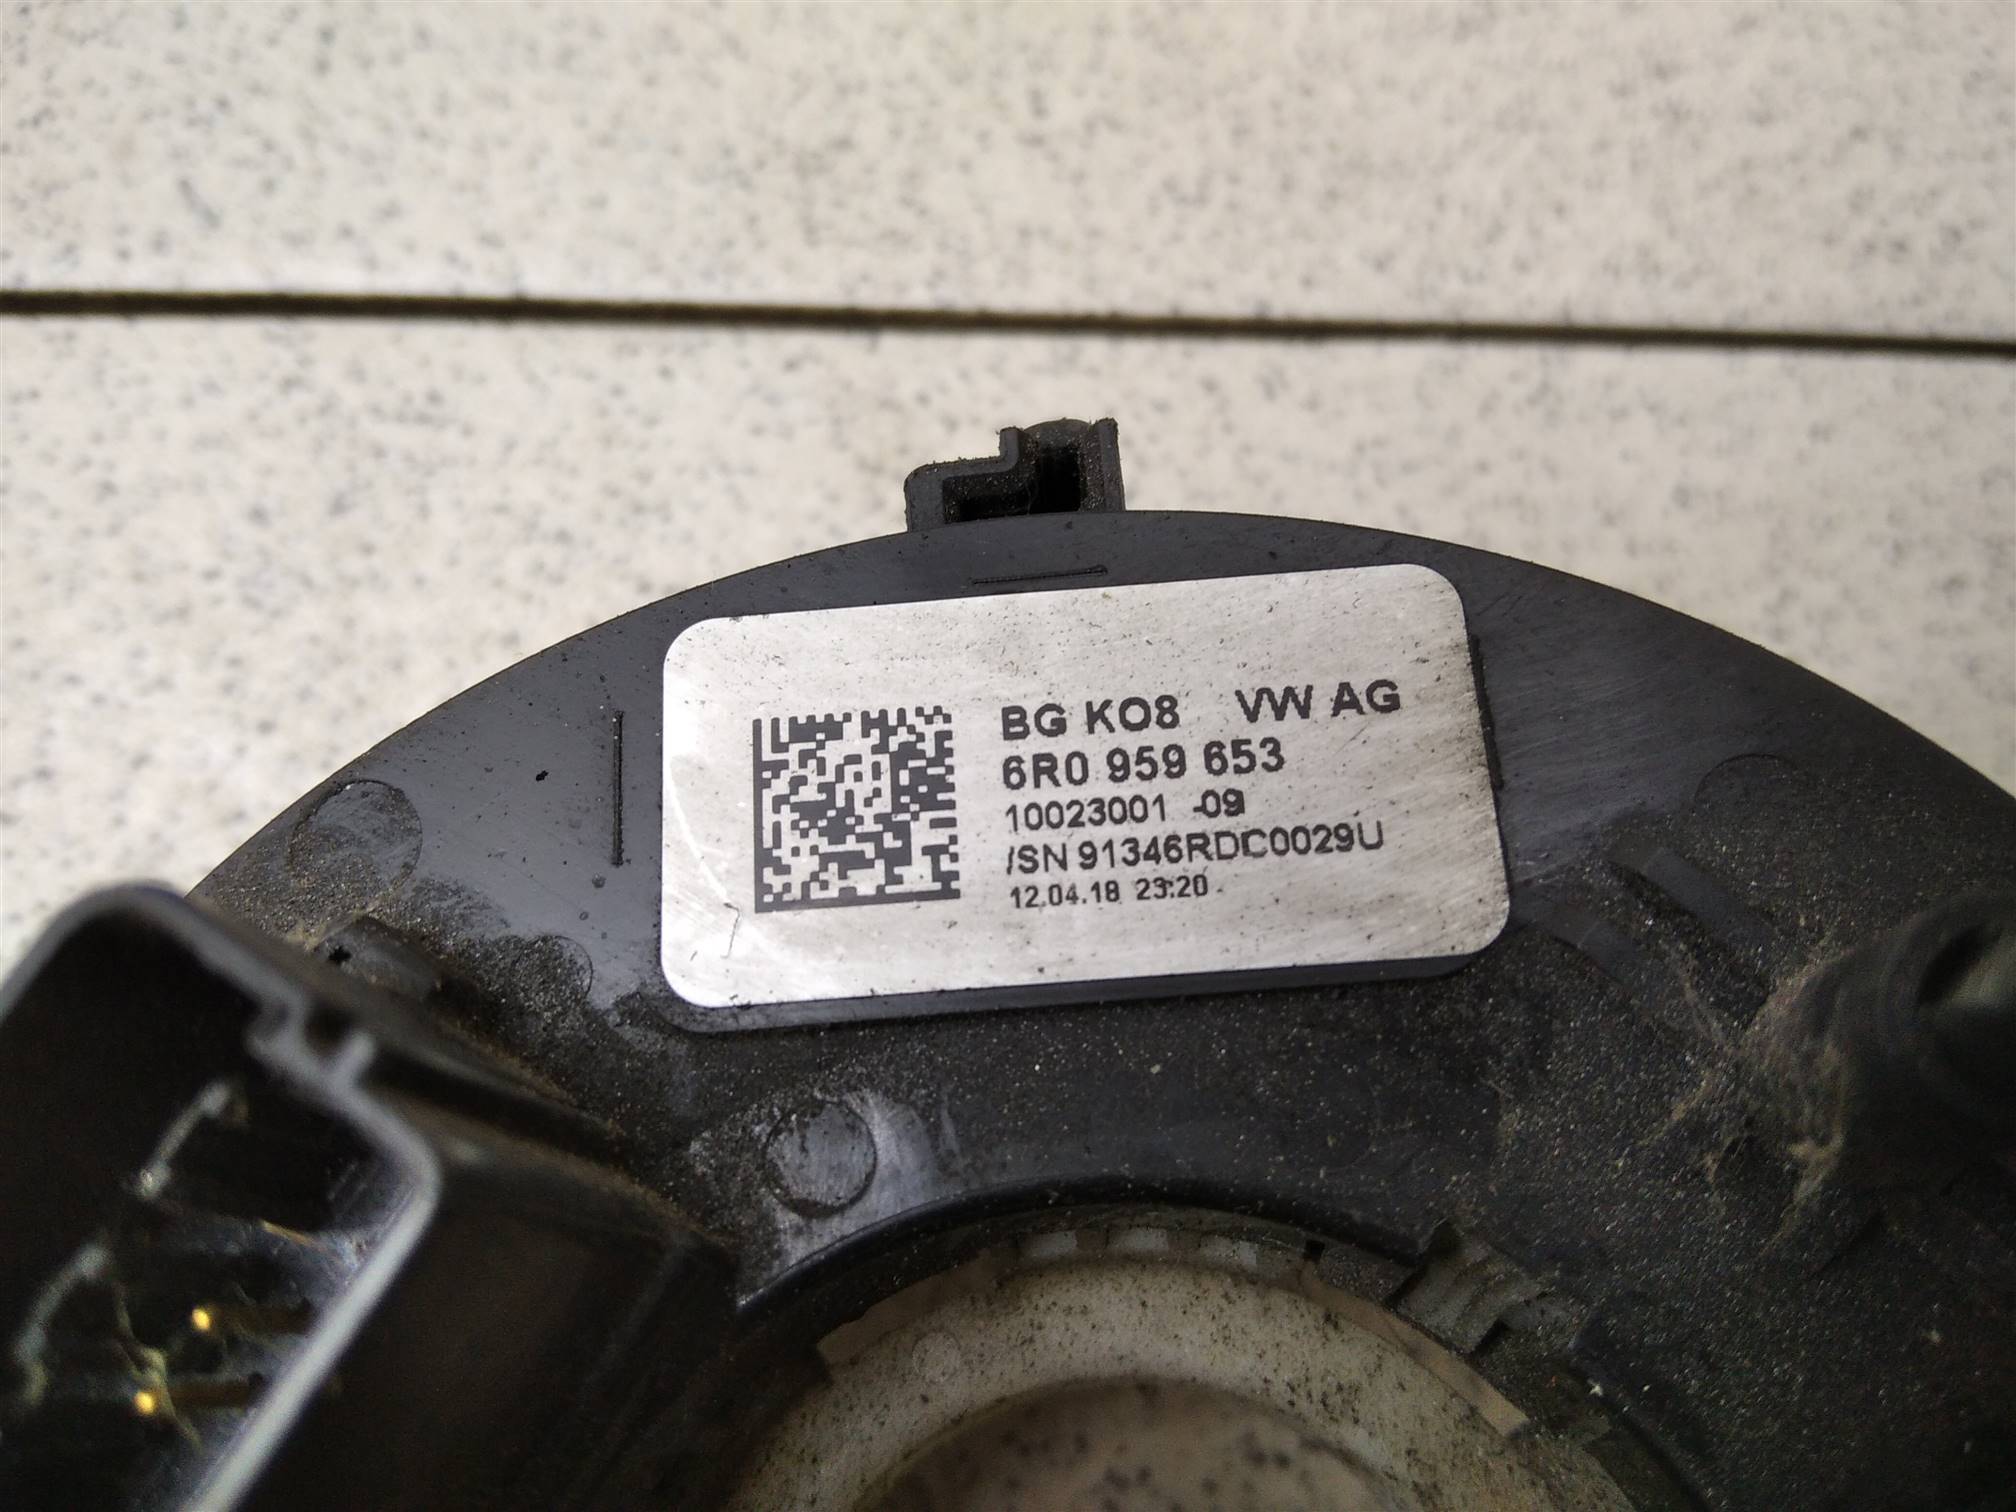 BG KO8 VW AG
6R0 959 653
10023001 -09
/SN 91346RDC0029U
12.04.18 23:20